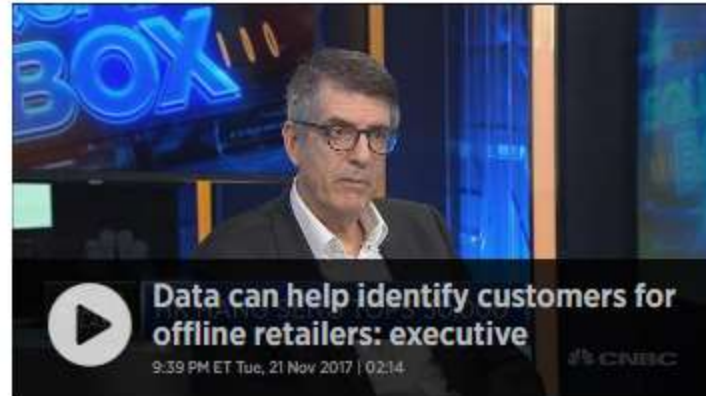 BOX
Data can help identify customers for
offline retailers: executive
9:39 PM ET Tue, 21 Nov 2017 | 02:14
CNBC